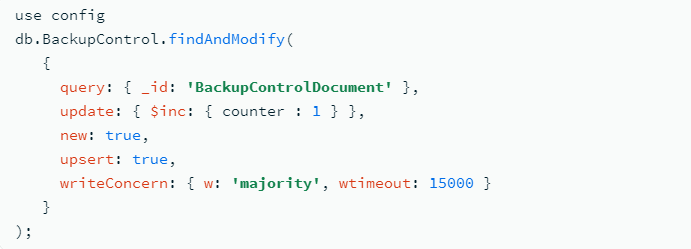 use config
db.BackupControl.findAndModify(
   {
     query: { _id: 'BackupControlDocument' },
     update: { $inc: { counter : 1 } },
     new: true,
     upsert: true,
     writeConcern: { w: 'majority', wtimeout: 15000 }
   }
);